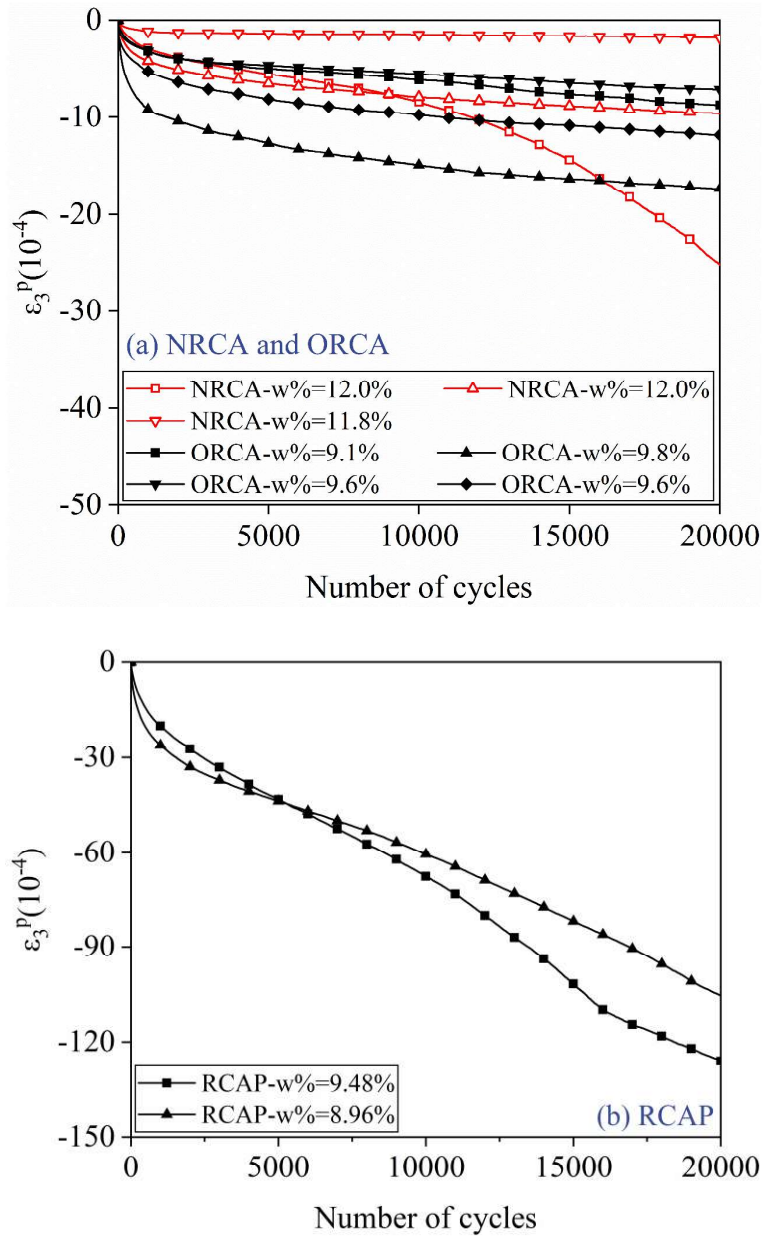 0
-10
-20
-30
-40
-50
ε₃ᵖ(10⁻⁴)
(a) NRCA and ORCA
NRCA-w%=12.0% NRCA-w%=12.0%
NRCA-w%=11.8%
ORCA-w%=9.1% ORCA-w%=9.8%
ORCA-w%=9.6% ORCA-w%=9.6%
0 5000 10000 15000 20000
Number of cycles
0
-30
-60
-90
-120
-150
ε₃ᵖ(10⁻⁴)
RCAP-w%=9.48%
RCAP-w%=8.96%
(b) RCAP
0 5000 10000 15000 20000
Number of cycles